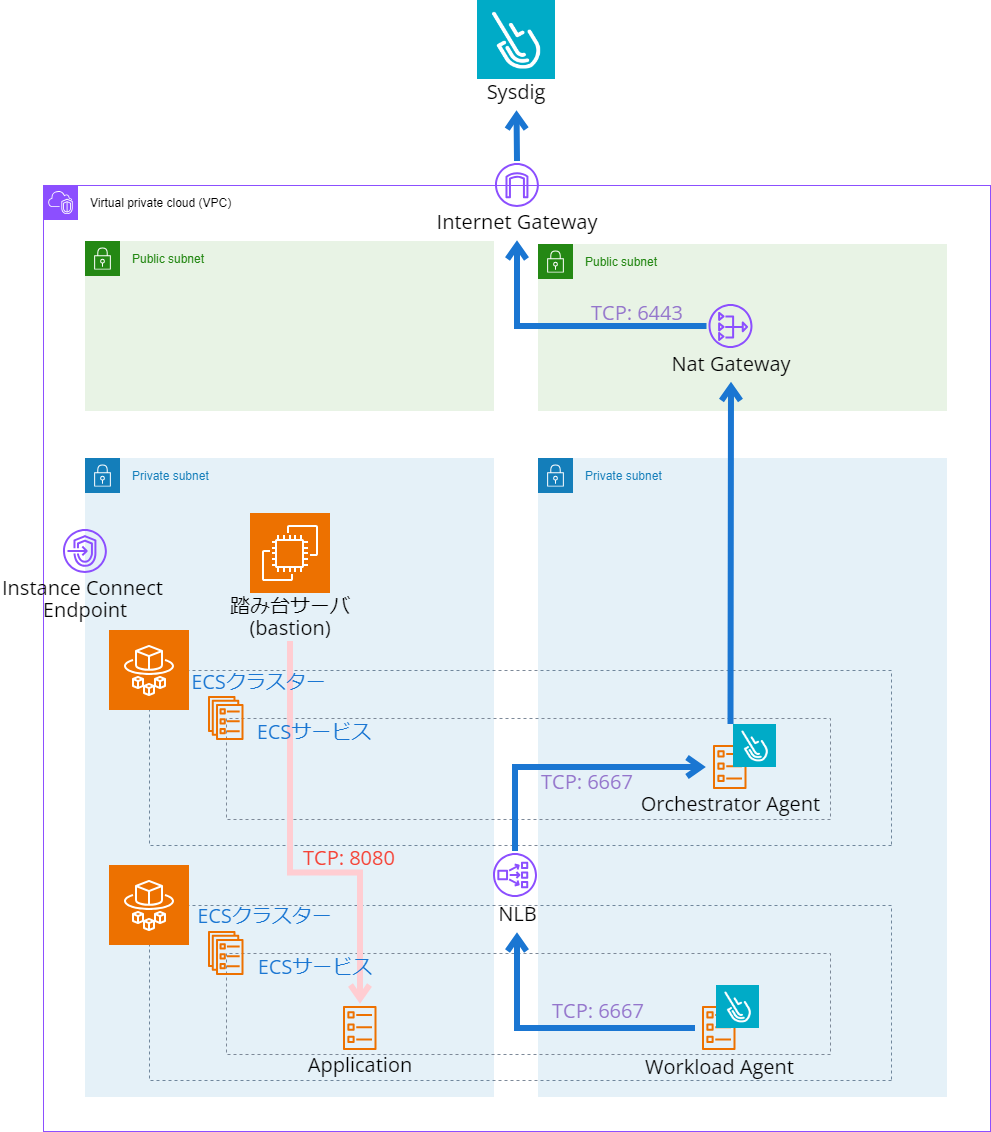 Sysdig
Virtual private cloud (VPC)
Internet Gateway
Public subnet
Public subnet
TCP: 6443
Nat Gateway
Private subnet
Private subnet
Instance Connect
Endpoint
踏み台サーバ
(bastion)
ECSクラスター
ECSサービス
TCP: 6667
Orchestrator Agent
TCP: 8080
ECSクラスター
NLB
ECSサービス
TCP: 6667
Application
Workload Agent